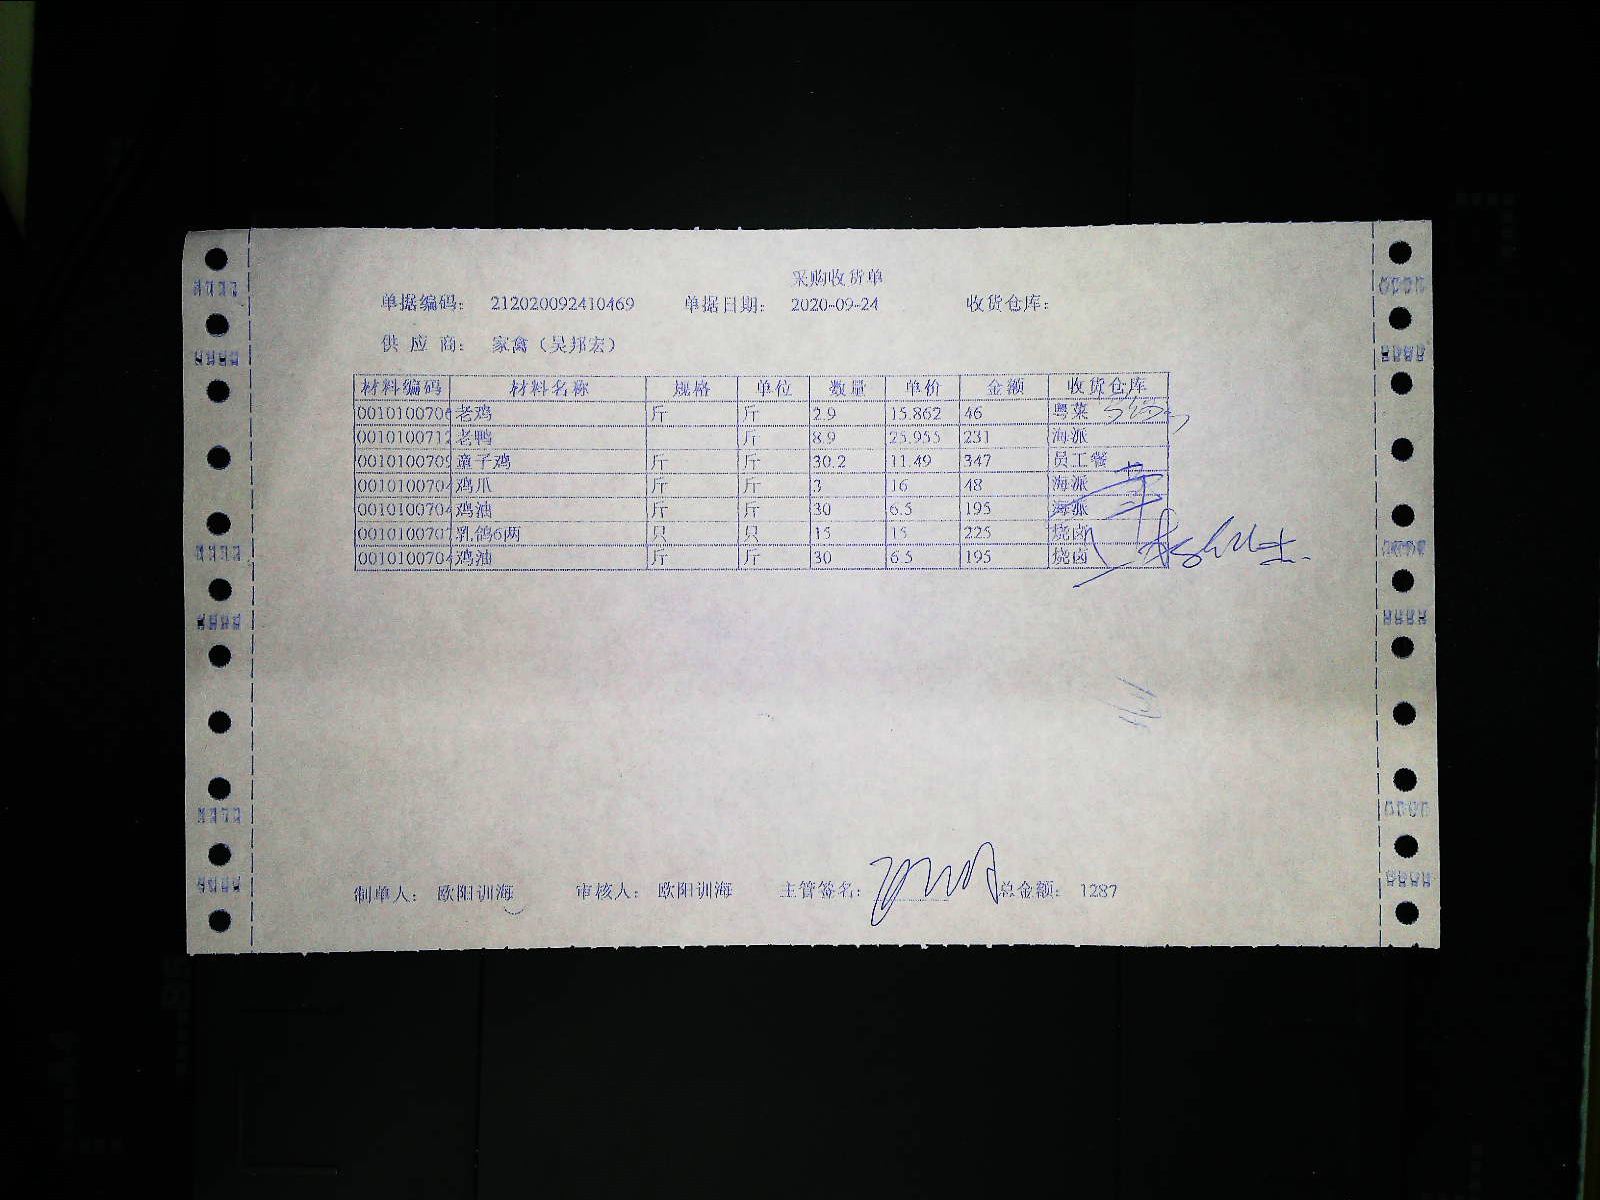 采购收货单
单据编码： 212020092410469 单据日期： 2020-09-24 收货仓库：
供 应 商： 家禽（吴邦宏）
材料编码 材料名称 规格 单位 数量 单价 金额 收货仓库
0010100706 老鸡 斤 斤 2.9 15.862 46 粤菜
0010100712 老鸭 斤 8.9 25.955 231 海派
0010100709 童子鸡 斤 斤 30.2 11.49 347 员工餐
001010070 鸡爪 斤 斤 3 16 48 海派
001010070 鸡油 斤 斤 30 6.5 195 海派
001010070 乳鸽6两 只 只 15 15 225 烧卤
001010070 鸡油 斤 斤 30 6.5 195 烧卤
制单人： 欧阳训海 审核人： 欧阳训海 主管签名： 总金额： 1287